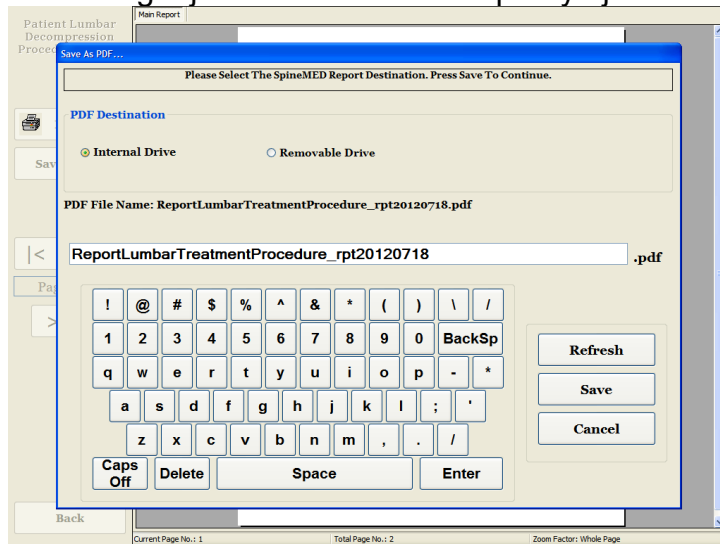 Main Report
Patient Lumbar
Decompression
Save As PDF...
Please Select The SpineMED Report Destination. Press Save To Continue.
PDF Destination
Internal Drive
Removable Drive
PDF File Name: ReportLumbarTreatmentProcedure_rpt20120718.pdf
ReportLumbarTreatmentProcedure_rpt20120718 .pdf
|<
>
! @ # $ % ^ & * ( ) \ /
1 2 3 4 5 6 7 8 9 0 BackSp
q w e r t y u i o p - *
a s d f g h j k l ; '
z x c v b n m , . /
Caps Off Delete Space Enter
Refresh
Save
Cancel
Back
Current Page No.: 1 Total Page No.: 2 Zoom Factor: Whole Page